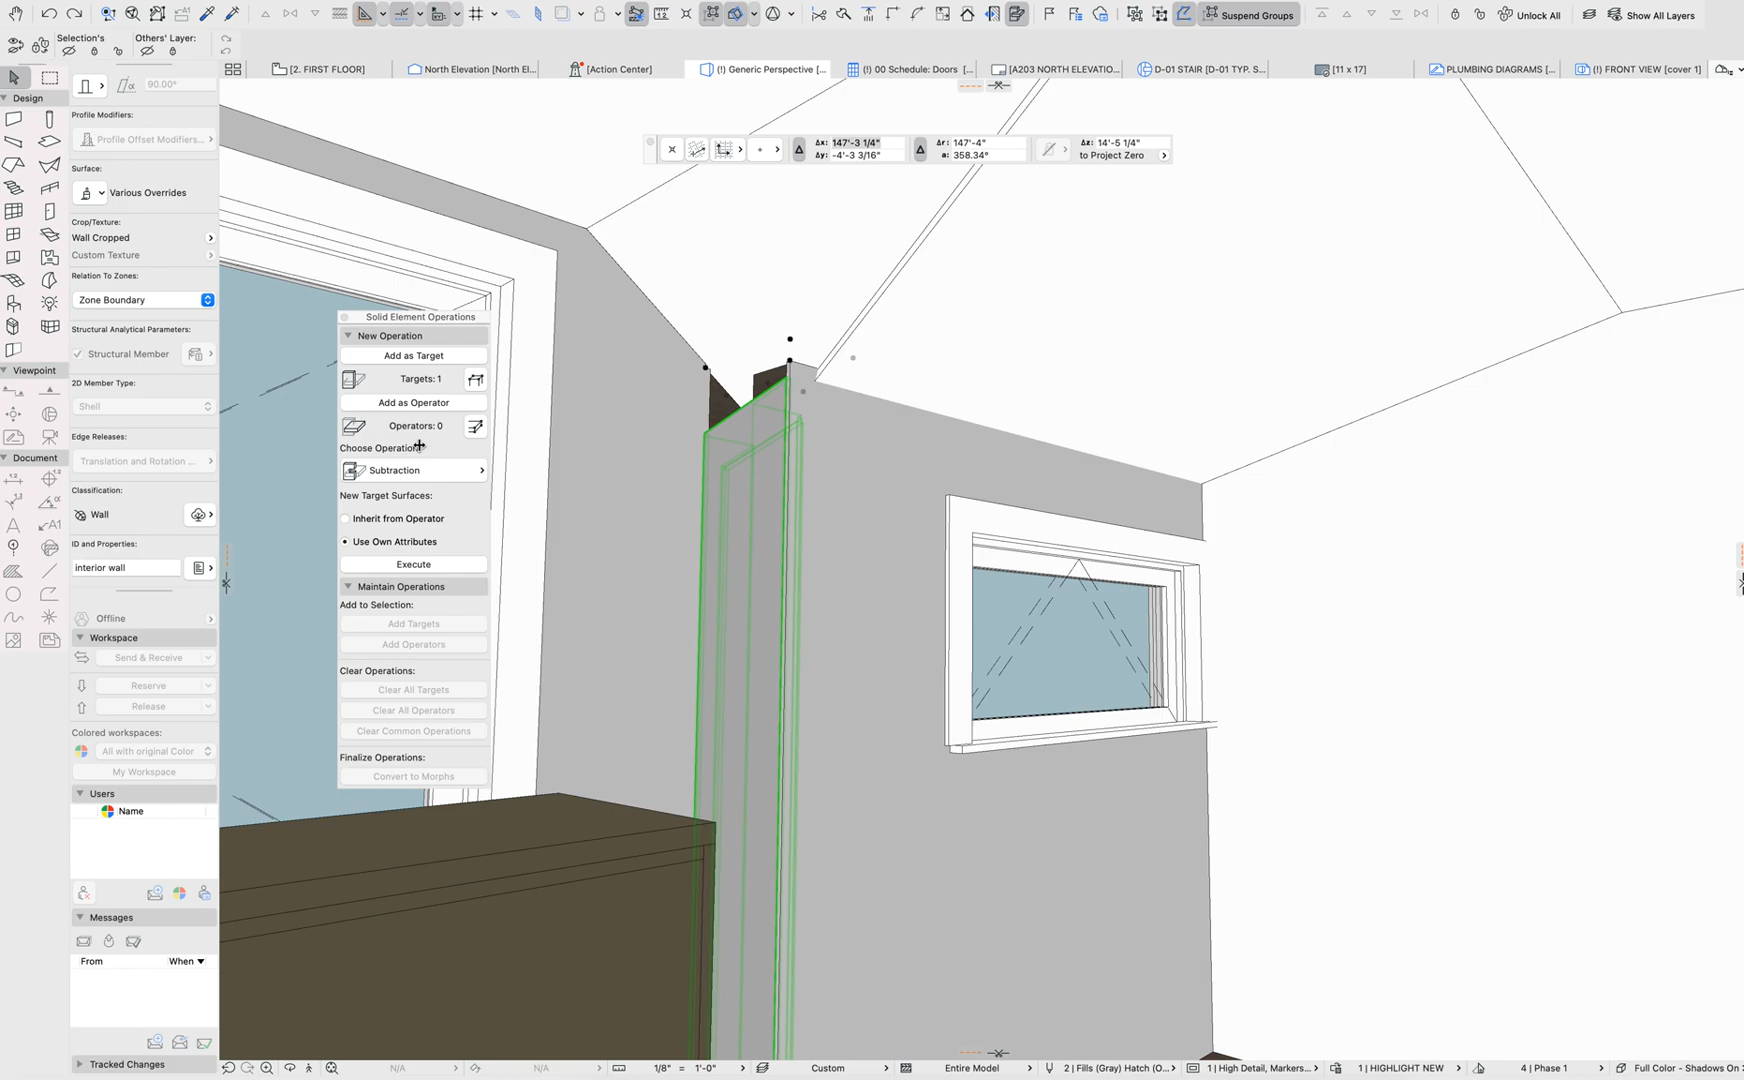 Suspend Groups
Unlock All
Show All Layers
Selection's
Others' Layer:
[2. FIRST FLOOR]
North Elevation [North El...
[Action Center]
(!) Generic Perspective [...
(!) 00 Schedule: Doors [...
[A203 NORTH ELEVATIO...
D-01 STAIR [D-01 TYP. S...
[11 x 17]
PLUMBING DIAGRAMS [...
(!) FRONT VIEW [cover 1]
Design
90.00°
Profile Modifiers:
Profile Offset Modifiers...
Surface:
Various Overrides
Crop/Texture:
Wall Cropped
Custom Texture
Relation To Zones:
Zone Boundary
Structural Analytical Parameters:
Structural Member
Viewpoint
2D Member Type:
Shell
Edge Releases:
Translation and Rotation ...
Document
Classification:
Wall
ID and Properties:
interior wall
Offline
Workspace
Send & Receive
Reserve
Release
Colored workspaces:
All with original Color
My Workspace
Users
Name
Messages
From When
Tracked Changes
Δx: 147'-3 1/4"
Δy: -4'-3 3/16"
Δr: 147'-4"
a: 358.34°
Δz: 14'-5 1/4"
to Project Zero
Solid Element Operations
New Operation
Add as Target
Targets: 1
Add as Operator
Operators: 0
Choose Operation
Subtraction
New Target Surfaces:
Inherit from Operator
Use Own Attributes
Execute
Maintain Operations
Add to Selection:
Add Targets
Add Operators
Clear Operations:
Clear All Targets
Clear All Operators
Clear Common Operations
Finalize Operations:
Convert to Morphs
N/A
N/A
1/8" = 1'-0"
Custom
Entire Model
2 | Fills (Gray) Hatch (O...
1 | High Detail, Markers...
1 | HIGHLIGHT NEW
4 | Phase 1
Full Color - Shadows On